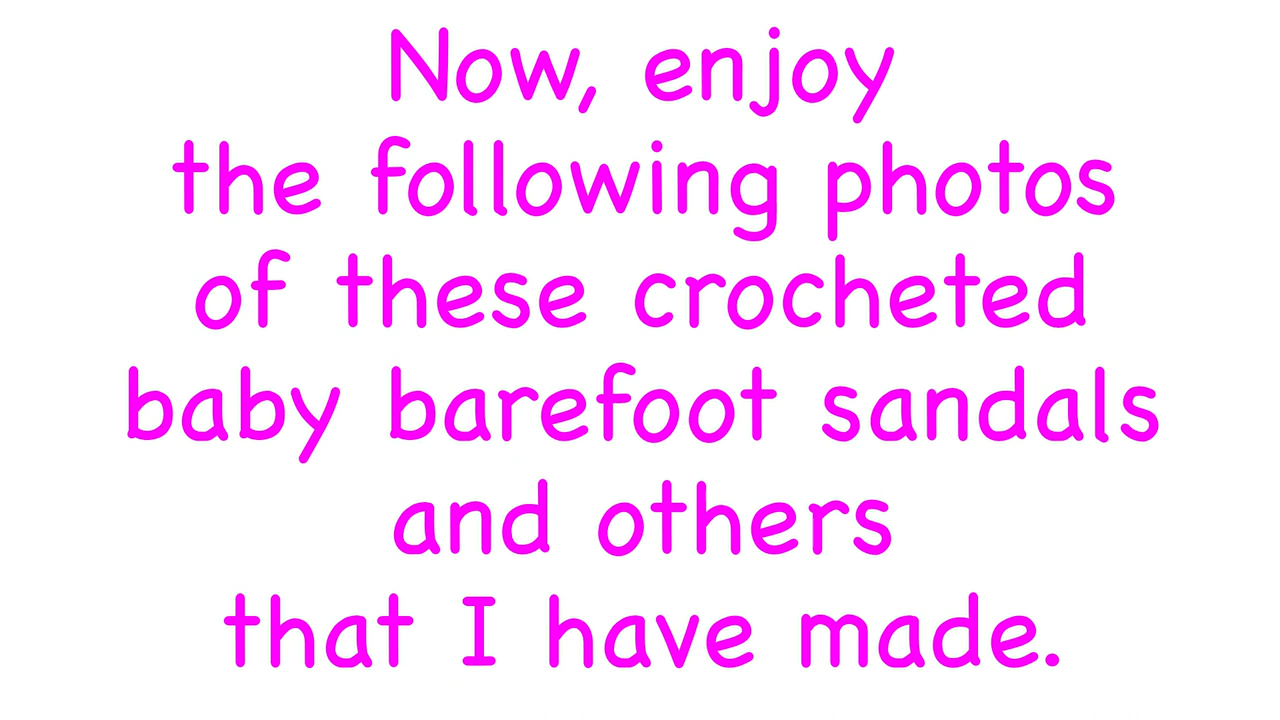 Now, enjoy
the following photos
of these crocheted
baby barefoot sandals
and others
that I have made.